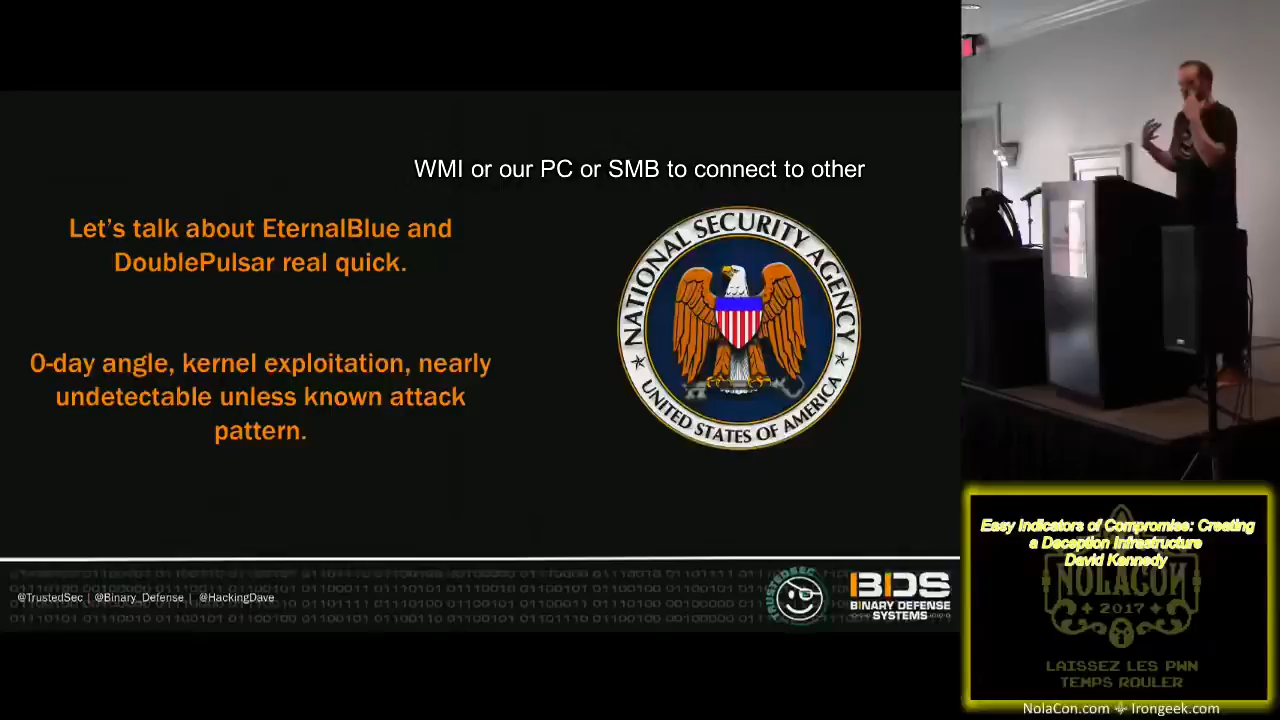 WMI or our PC or SMB to connect to other
Let's talk about EternalBlue and
DoublePulsar real quick.
0-day angle, kernel exploitation, nearly
undetectable unless known attack
pattern.
NATIONAL SECURITY AGENCY
UNITED STATES OF AMERICA
@TrustedSec | @Binary_Defense | @HackingDave
TRUSTEDSEC
BDS
BINARY DEFENSE
SYSTEMS
Easy Indicators of Compromise: Creating
a Deception Infrastructure
David Kennedy
NOLACON
2017
LAISSEZ LES PWN
TEMPS ROULER
NolaCon.com Irongeek.com